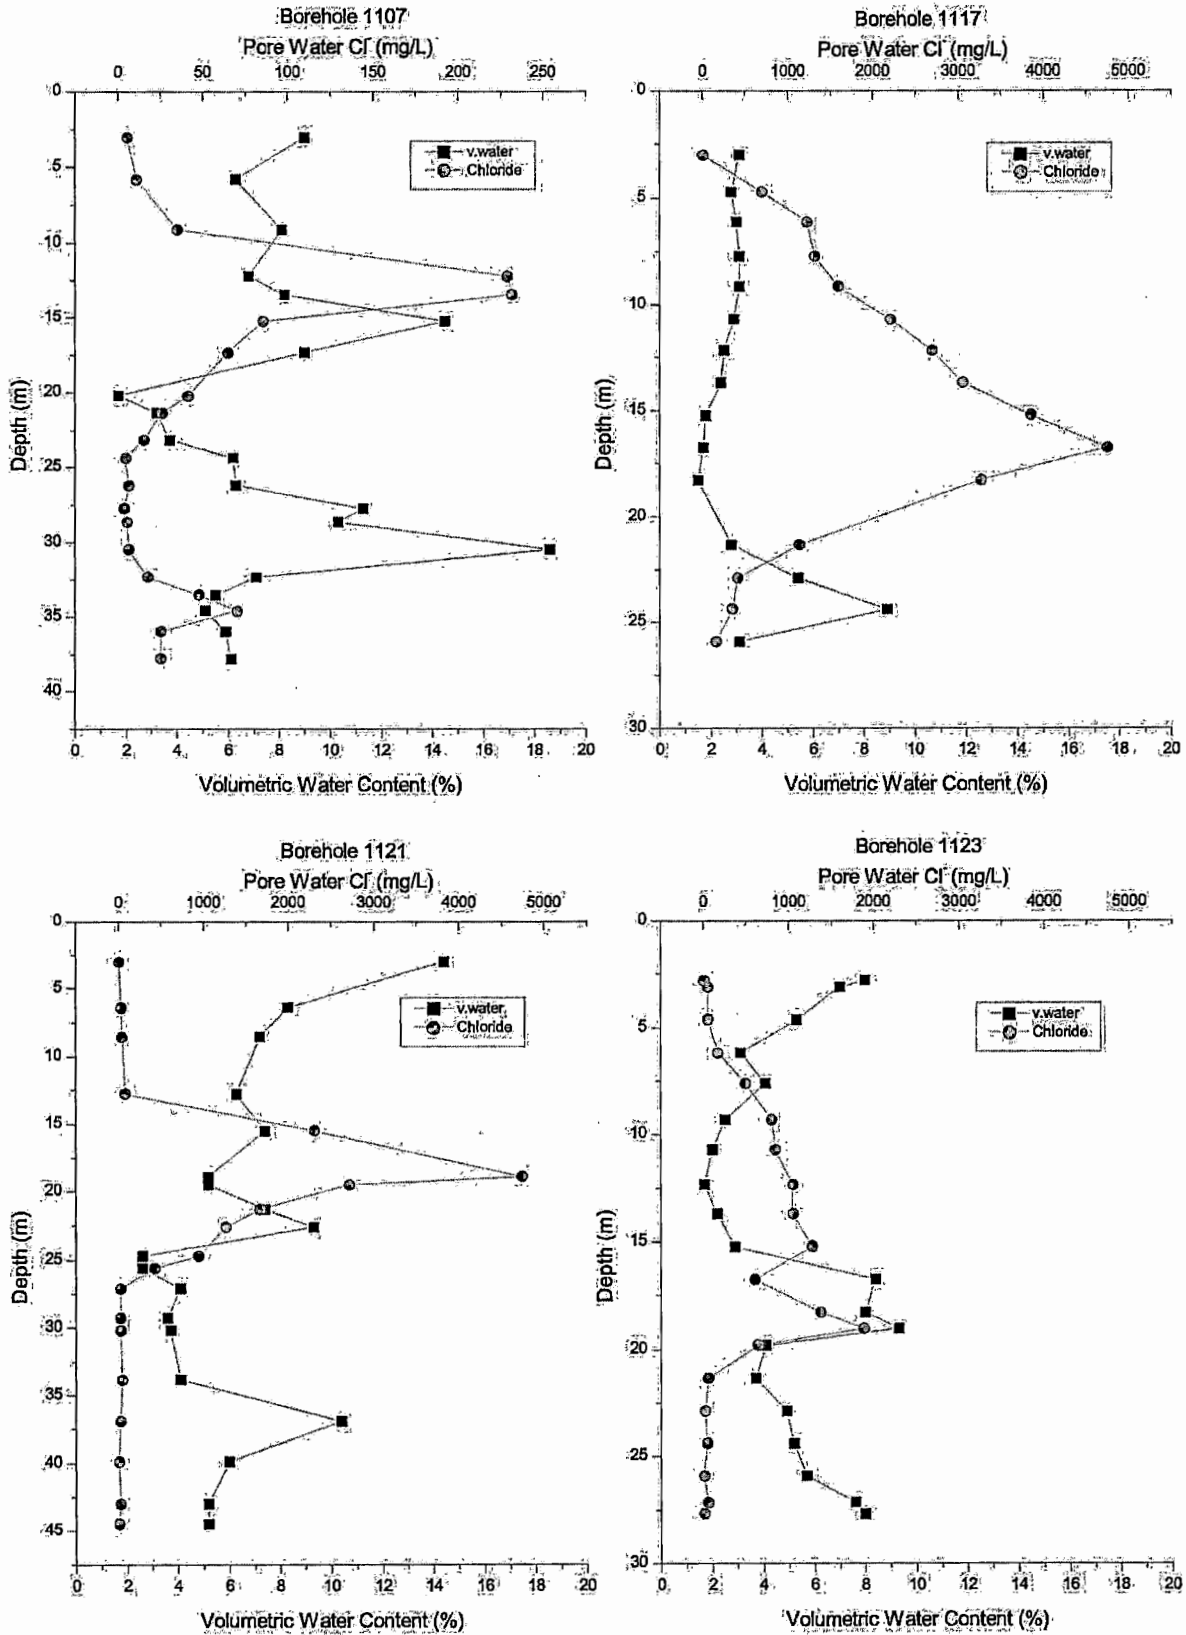 Borehole 1107
Pore Water Cl⁻ (mg/L)
0 50 100 150 200 250
0
5
10
15
20
25
30
35
40
Depth (m)
v.water
Chloride
0 2 4 6 8 10 12 14 16 18 20
Volumetric Water Content (%)
Borehole 1117
Pore Water Cl⁻ (mg/L)
0 1000 2000 3000 4000 5000
0
5
10
15
20
25
30
Depth (m)
v.water
Chloride
0 2 4 6 8 10 12 14 16 18 20
Volumetric Water Content (%)
Borehole 1121
Pore Water Cl⁻ (mg/L)
0 1000 2000 3000 4000 5000
0
5
10
15
20
25
30
35
40
45
Depth (m)
v.water
Chloride
0 2 4 6 8 10 12 14 16 18 20
Volumetric Water Content (%)
Borehole 1123
Pore Water Cl⁻ (mg/L)
0 1000 2000 3000 4000 5000
0
5
10
15
20
25
30
Depth (m)
v.water
Chloride
0 2 4 6 8 10 12 14 16 18 20
Volumetric Water Content (%)